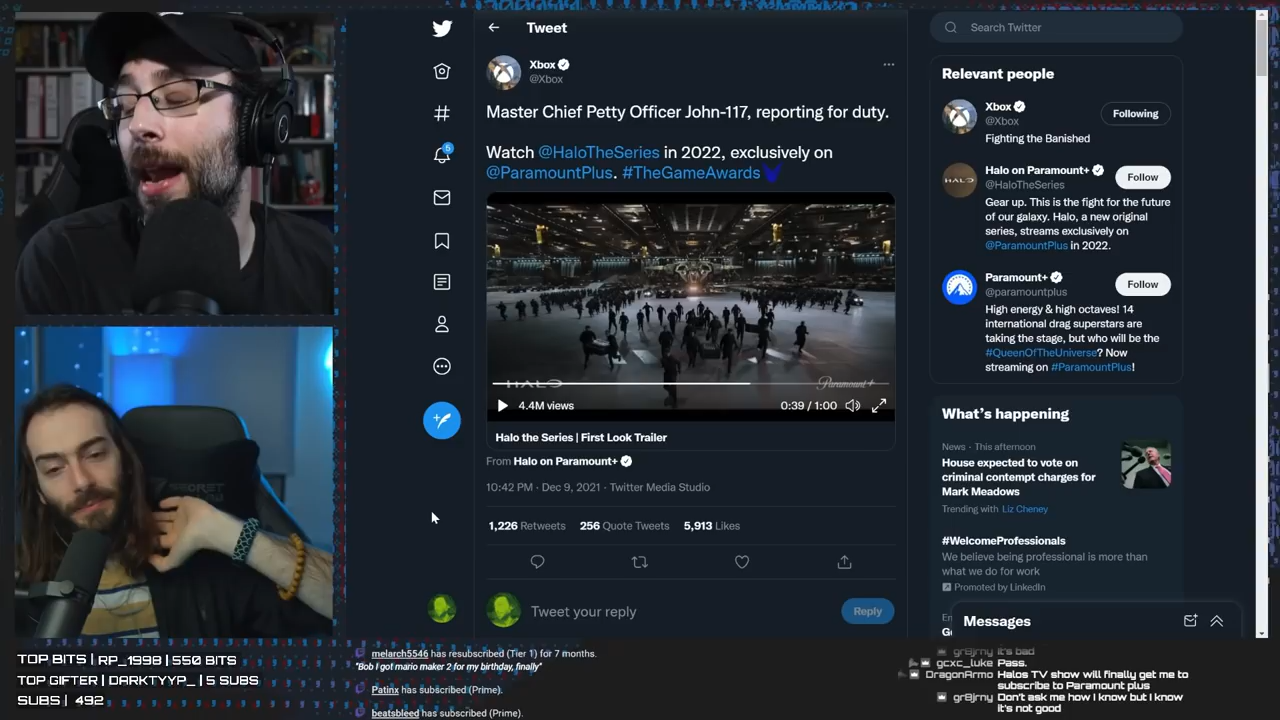 Tweet
Xbox
@Xbox
Master Chief Petty Officer John-117, reporting for duty.
Watch @HaloTheSeries in 2022, exclusively on
@ParamountPlus. #TheGameAwards
HALO
Paramount+
4.4M views
0:39 / 1:00
Halo the Series | First Look Trailer
From Halo on Paramount+
10:42 PM · Dec 9, 2021 · Twitter Media Studio
1,226 Retweets 256 Quote Tweets 5,913 Likes
Tweet your reply
Reply
5
Search Twitter
Relevant people
Xbox
@Xbox
Following
Fighting the Banished
HALO
Halo on Paramount+
@HaloTheSeries
Follow
Gear up. This is the fight for the future
of our galaxy. Halo, a new original
series, streams exclusively on
@ParamountPlus in 2022.
Paramount+
@paramountplus
Follow
High energy & high octaves! 14
international drag superstars are
taking the stage, but who will be the
#QueenOfTheUniverse? Now
streaming on #ParamountPlus!
What's happening
News · This afternoon
House expected to vote on
criminal contempt charges for
Mark Meadows
Trending with Liz Cheney
#WelcomeProfessionals
We believe being professional is more than
what we do for work
Promoted by LinkedIn
Messages
TOP BITS | RP_1998 | 550 BITS
TOP GIFTER | DARKTYYP_ | 5 SUBS
SUBS | 492
melarch5546 has resubscribed (Tier 1) for 7 months.
"Bob I got mario maker 2 for my birthday, finally"
Patinx has subscribed (Prime).
beatsbleed has subscribed (Prime).
gr8jrny it's bad
gcxc_luke Pass.
DragonArmo Halos TV show will finally get me to
subscribe to Paramount plus
gr8jrny Don't ask me how I know but I know
it's not good